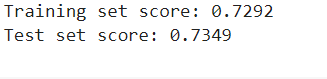 Training set score: 0.7292
Test set score: 0.7349